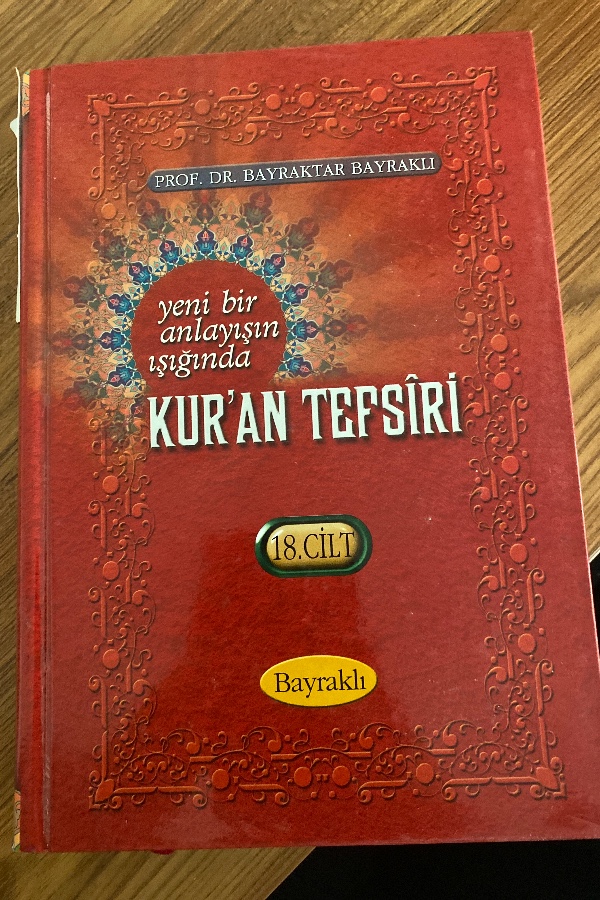 PROF. DR. BAYRAKTAR BAYRAKLI
yeni bir
anlayışın
ışığında
KUR'AN TEFSÎRİ
18.CİLT
Bayraklı